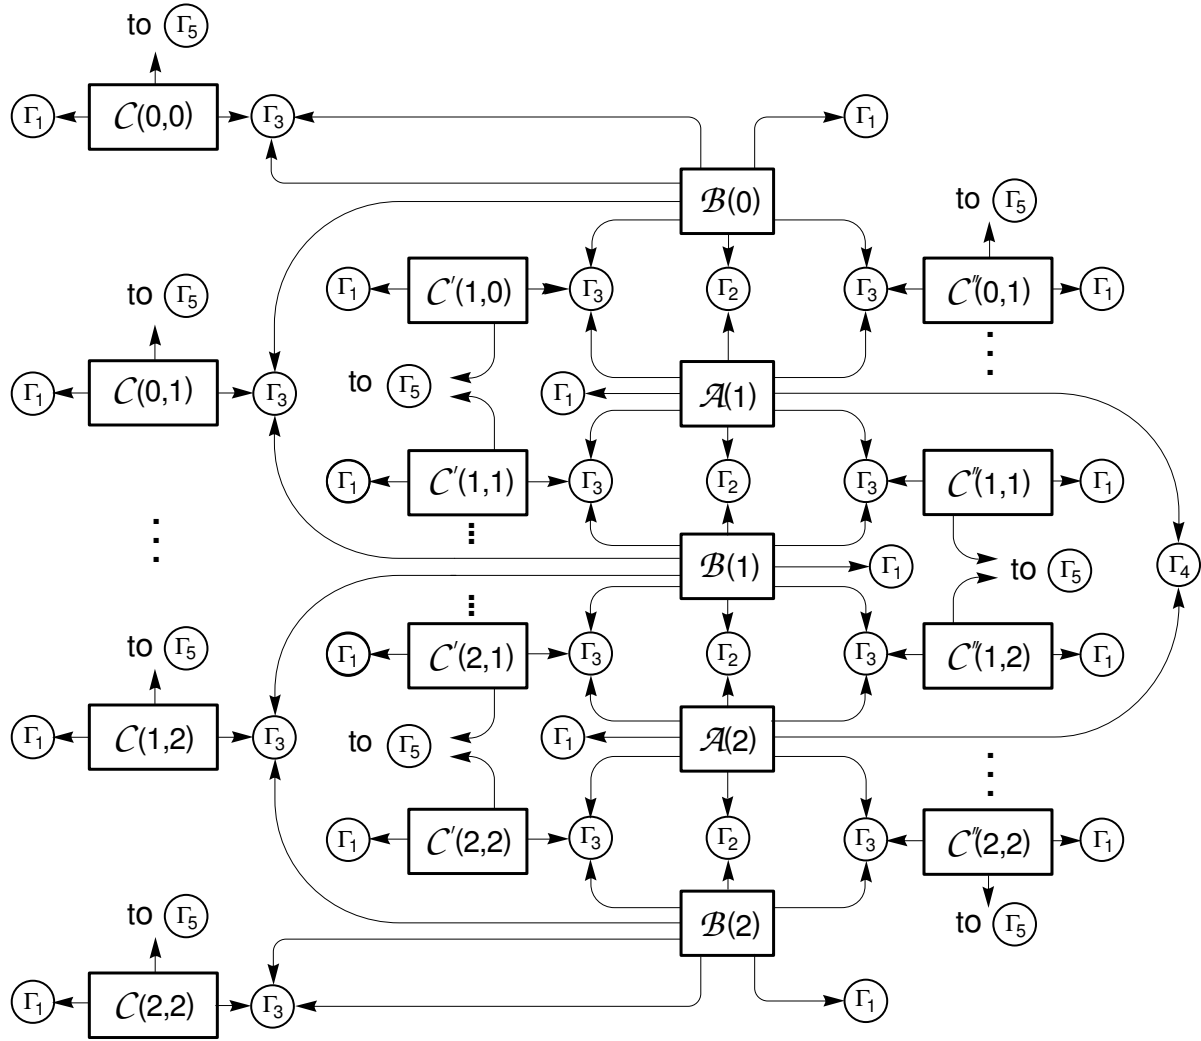 to Γ5
Γ1 C(0,0) Γ3 Γ1
B(0) to Γ5
to Γ5 Γ1 C′(1,0) Γ3 Γ2 Γ3 C″(0,1) Γ1
to Γ5
Γ1 C(0,1) Γ3 Γ1 A(1)
Γ1 C′(1,1) Γ3 Γ2 Γ3 C″(1,1) Γ1
B(1) Γ1 to Γ5 Γ4
to Γ5 Γ1 C′(2,1) Γ3 Γ2 Γ3 C″(1,2) Γ1
Γ1 C(1,2) Γ3 to Γ5 Γ1 A(2)
Γ1 C′(2,2) Γ3 Γ2 Γ3 C″(2,2) Γ1
to Γ5 B(2) to Γ5
Γ1 C(2,2) Γ3 Γ1